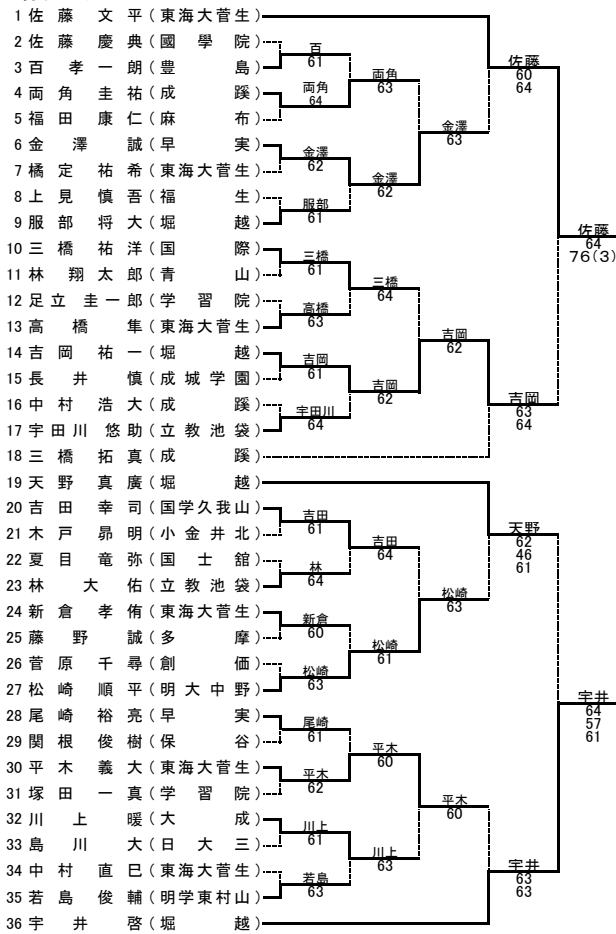 1 佐藤文平(東海大菅生)
2 佐藤慶典(國學院)
3 百孝一朗(豊島)
4 両角圭祐(成蹊)
5 福田康仁(麻布)
6 金澤誠(早実)
7 橘定祐希(東海大菅生)
8 上見慎吾(福生)
9 服部将大(堀越)
10 三橋祐洋(国際)
11 林翔太郎(青山)
12 足立圭一郎(学習院)
13 高橋隼(東海大菅生)
14 吉岡祐一(堀越)
15 長井慎(成城学園)
16 中村浩大(成蹊)
17 宇田川悠助(立教池袋)
18 三橋拓真(成蹊)
19 天野真廣(堀越)
20 吉田幸司(国学久我山)
21 木戸昴明(小金井北)
22 夏目竜弥(国士舘)
23 林大佑(立教池袋)
24 新倉孝侑(東海大菅生)
25 藤野誠(多摩)
26 菅原千尋(創価)
27 松崎順平(明大中野)
28 尾崎裕亮(早実)
29 関根俊樹(保谷)
30 平木義大(東海大菅生)
31 塚田一真(学習院)
32 川上暖(大成)
33 島川大(日大三)
34 中村直巳(東海大菅生)
35 若島俊輔(明学東村山)
36 宇井啓(堀越)
百
61
両角
64
金澤
62
服部
61
三橋
61
高橋
63
吉岡
61
宇田川
64
吉田
61
林
64
新倉
60
松崎
63
尾崎
61
平木
62
川上
61
若島
63
両角
63
金澤
62
三橋
64
吉岡
62
吉田
64
松崎
61
平木
60
川上
63
金澤
63
吉岡
62
松崎
63
平木
60
佐藤
60
64
吉岡
63
64
天野
62
46
61
宇井
63
63
佐藤
64
76(3)
宇井
64
57
61